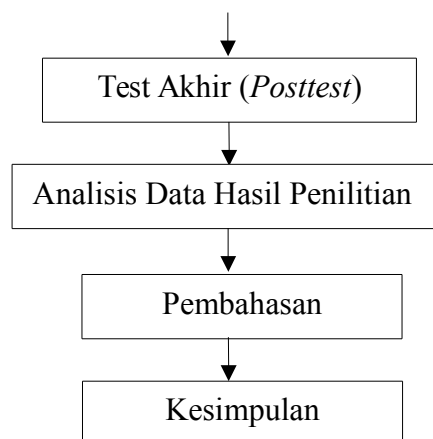 Test Akhir (Posttest)
Analisis Data Hasil Penilitian
Pembahasan
Kesimpulan